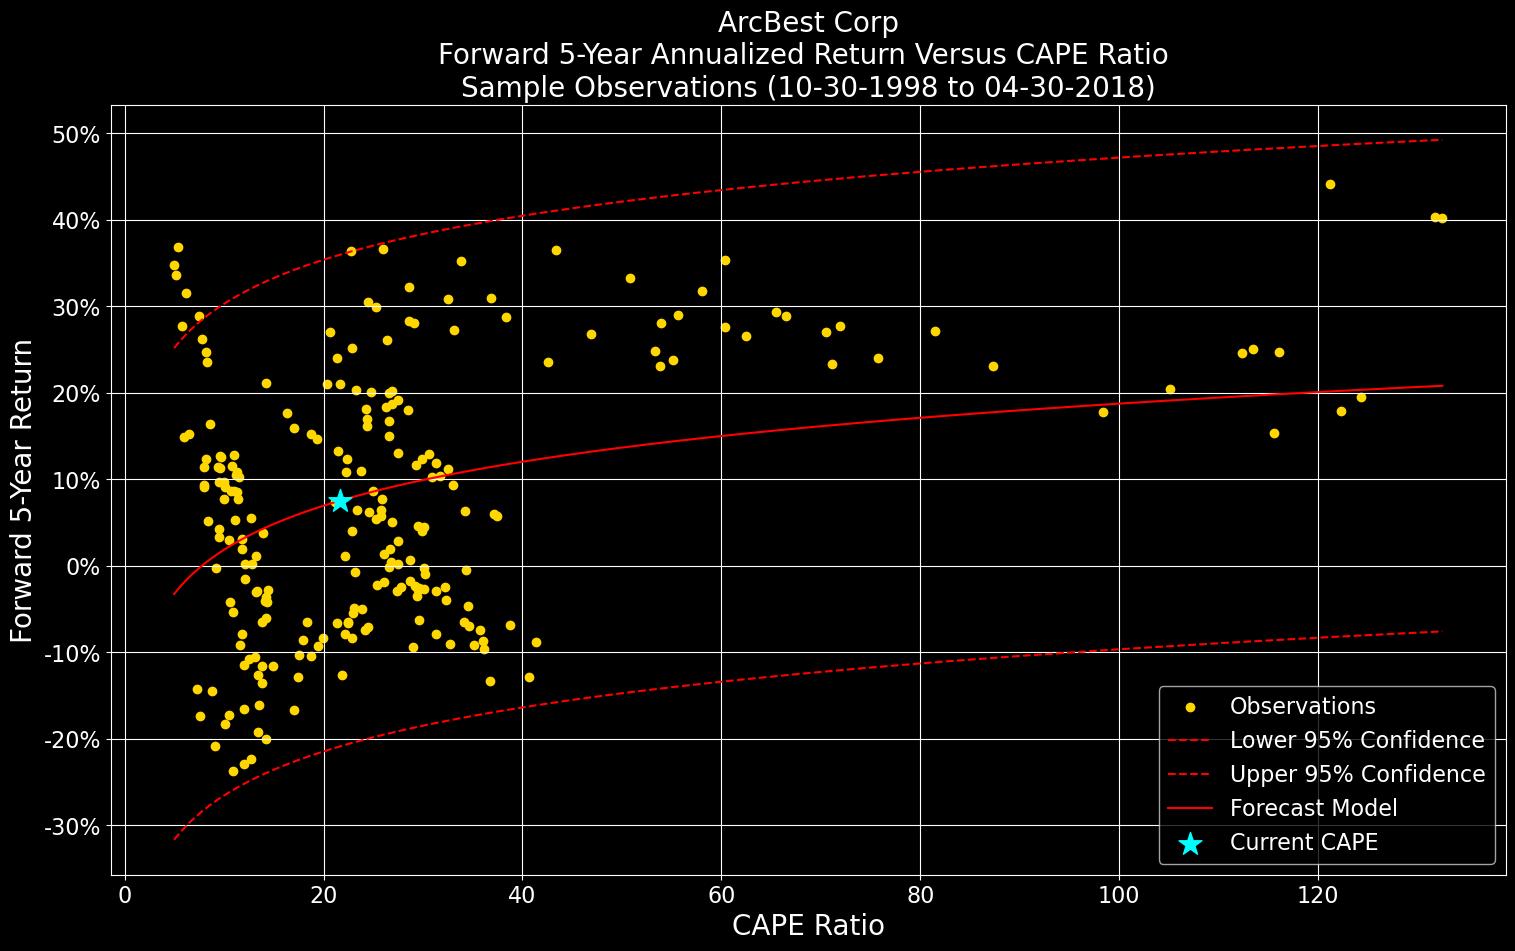 ArcBest Corp
Forward 5-Year Annualized Return Versus CAPE Ratio
Sample Observations (10-30-1998 to 04-30-2018)
Forward 5-Year Return
50%
40%
30%
20%
10%
0%
-10%
-20%
-30%
Observations
Lower 95% Confidence
Upper 95% Confidence
Forecast Model
Current CAPE
0 20 40 60 80 100 120
CAPE Ratio